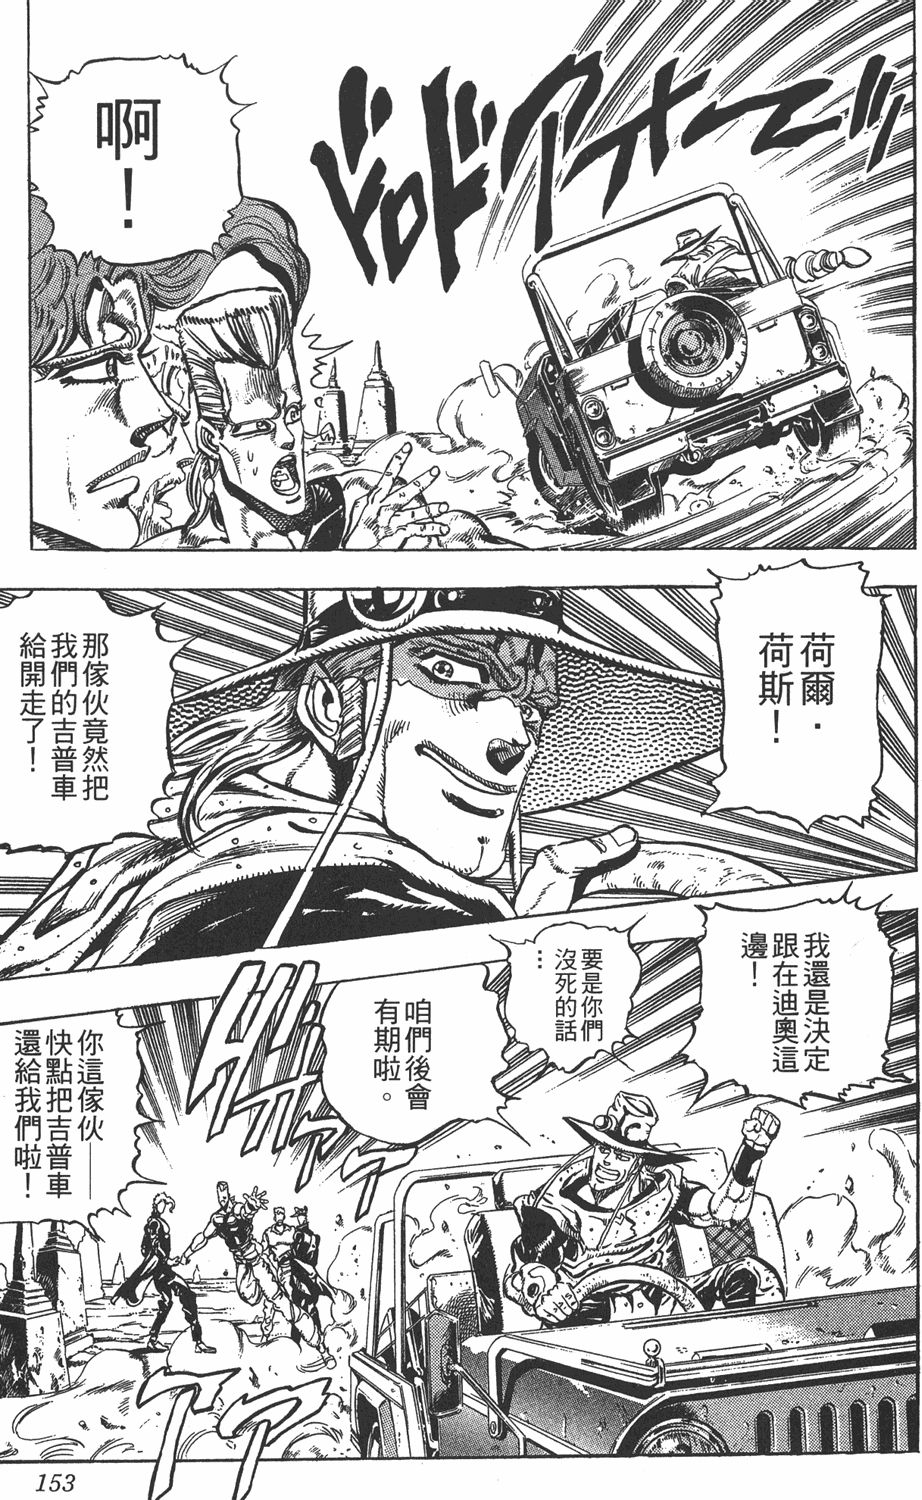 ドドドド
アオーーッ
啊！
荷爾．
荷斯！
那傢伙竟然把
我們的吉普車
給開走了！
我還是決定
跟在迪奧這
邊！
要是你們
沒死的話
…
咱們後會
有期啦。
你這傢伙——
快點把吉普車
還給我們啦！
153